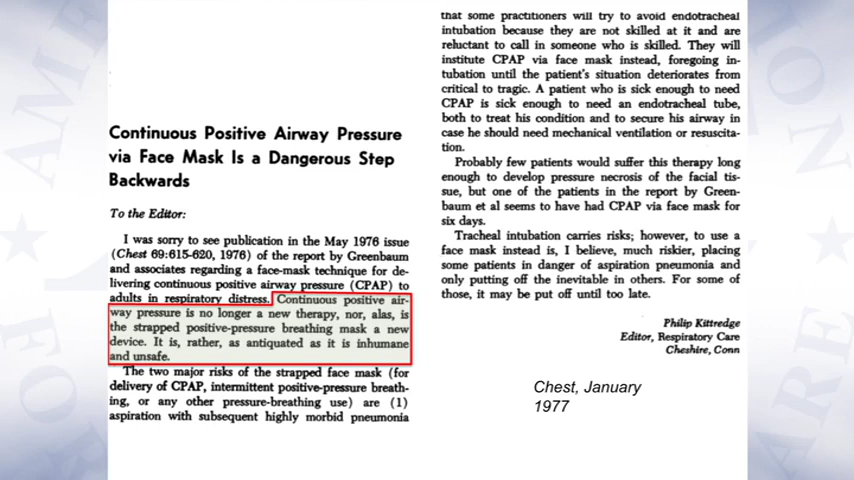 Continuous Positive Airway Pressure
via Face Mask Is a Dangerous Step
Backwards
To the Editor:
I was sorry to see publication in the May 1976 issue
(Chest 69:615-620, 1976) of the report by Greenbaum
and associates regarding a face-mask technique for de-
livering continuous positive airway pressure (CPAP) to
adults in respiratory distress. Continuous positive air-
way pressure is no longer a new therapy, nor, alas, is
the strapped positive-pressure breathing mask a new
device. It is, rather, as antiquated as it is inhumane
and unsafe.
The two major risks of the strapped face mask (for
delivery of CPAP, intermittent positive-pressure breath-
ing, or any other pressure-breathing use) are (1)
aspiration with subsequent highly morbid pneumonia
that some practitioners will try to avoid endotracheal
intubation because they are not skilled at it and are
reluctant to call in someone who is skilled. They will
institute CPAP via face mask instead, foregoing in-
tubation until the patient's situation deteriorates from
critical to tragic. A patient who is sick enough to need
CPAP is sick enough to need an endotracheal tube,
both to treat his condition and to secure his airway in
case he should need mechanical ventilation or resuscita-
tion.
Probably few patients would suffer this therapy long
enough to develop pressure necrosis of the facial tis-
sue, but one of the patients in the report by Green-
baum et al seems to have had CPAP via face mask for
six days.
Tracheal intubation carries risks; however, to use a
face mask instead is, I believe, much riskier, placing
some patients in danger of aspiration pneumonia and
only putting off the inevitable in others. For some of
those, it may be put off until too late.
Philip Kittredge
Editor, Respiratory Care
Cheshire, Conn
Chest, January
1977